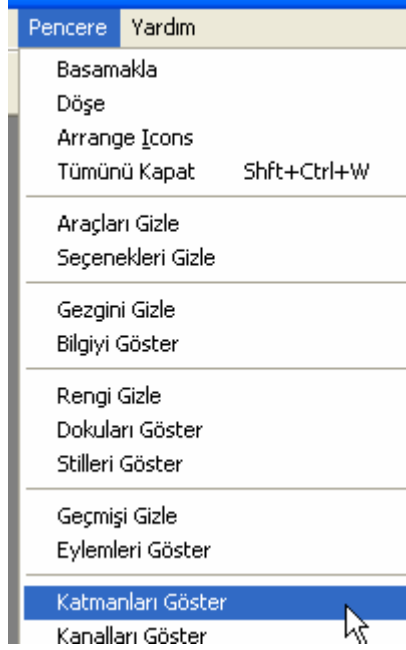 Pencere Yardım
Basamakla
Döşe
Arrange Icons
Tümünü Kapat Shft+Ctrl+W
Araçları Gizle
Seçenekleri Gizle
Gezgini Gizle
Bilgiyi Göster
Rengi Gizle
Dokuları Göster
Stilleri Göster
Geçmişi Gizle
Eylemleri Göster
Katmanları Göster
Kanalları Göster